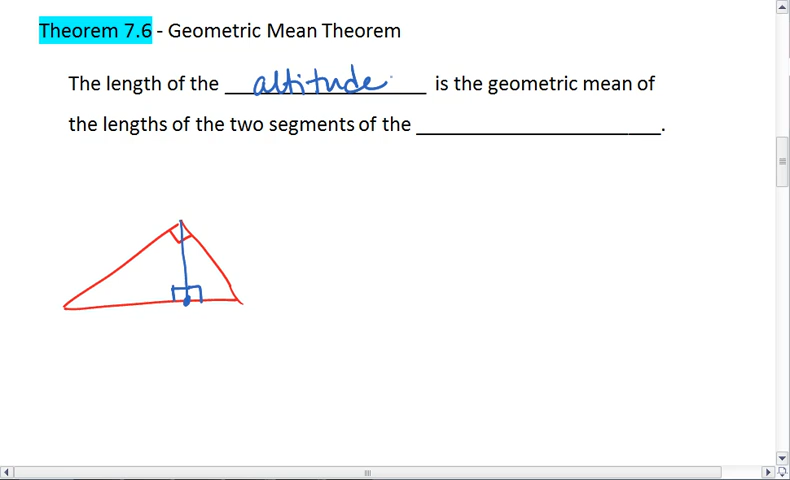 Theorem 7.6 - Geometric Mean Theorem
The length of the altitude is the geometric mean of
the lengths of the two segments of the ____________________.